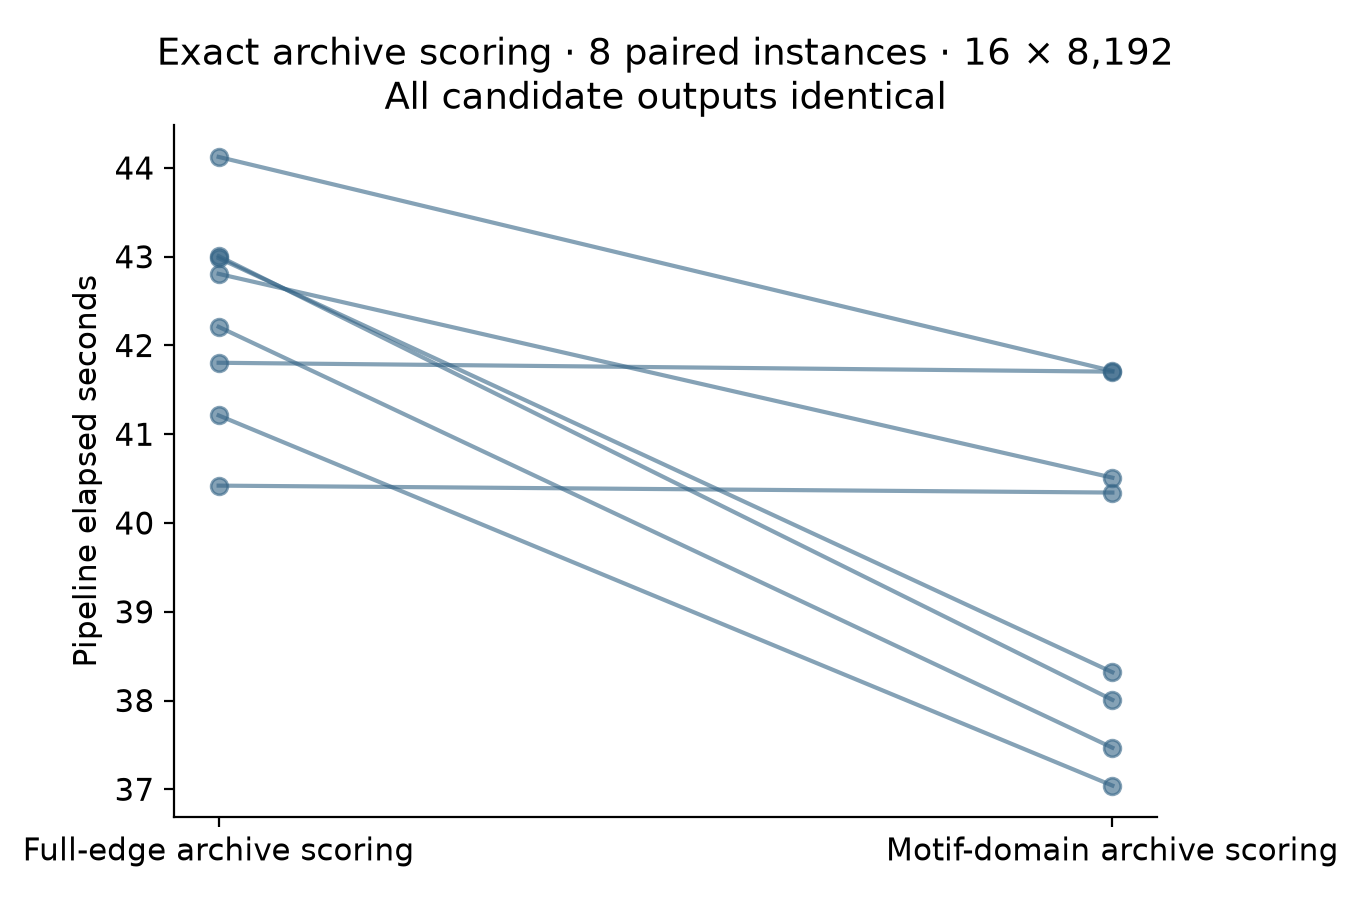 Exact archive scoring · 8 paired instances · 16 × 8,192
All candidate outputs identical
Pipeline elapsed seconds
44
43
42
41
40
39
38
37
Full-edge archive scoring
Motif-domain archive scoring